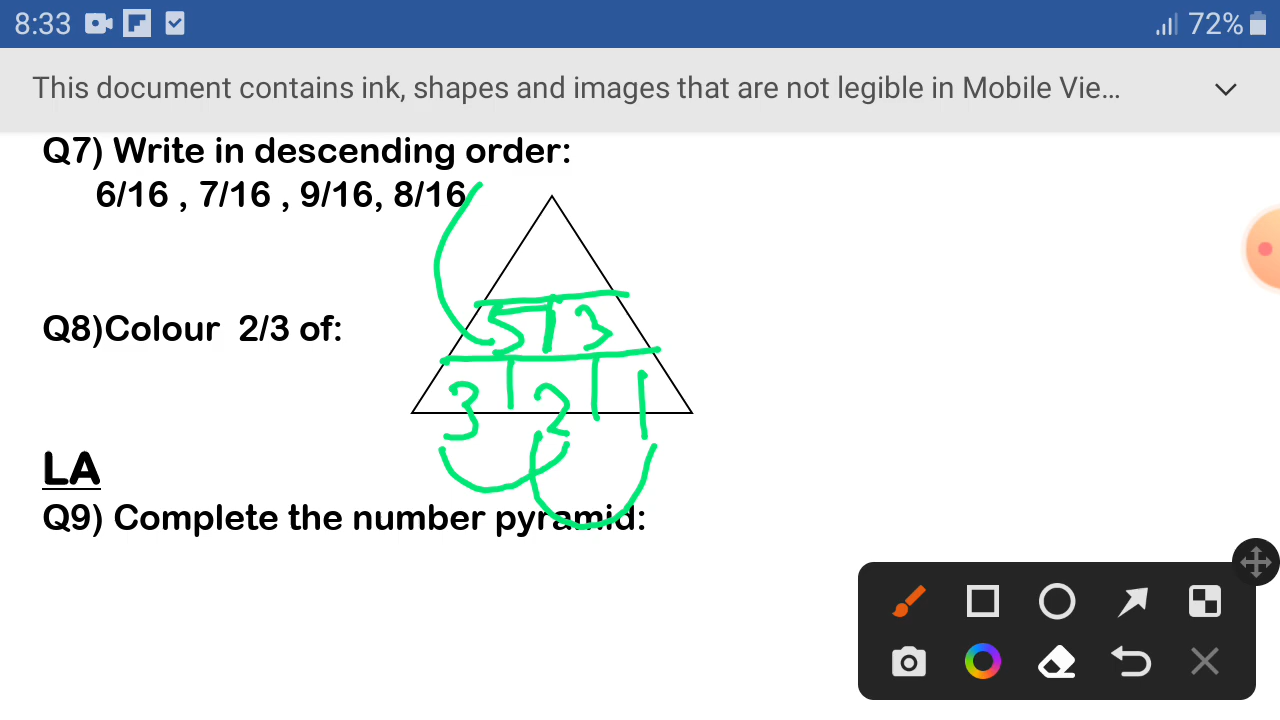 8:33 72%
This document contains ink, shapes and images that are not legible in Mobile Vie...
Q7) Write in descending order:
6/16 , 7/16 , 9/16, 8/16
5 3
Q8)Colour 2/3 of:
3 2 1
LA
Q9) Complete the number pyramid: